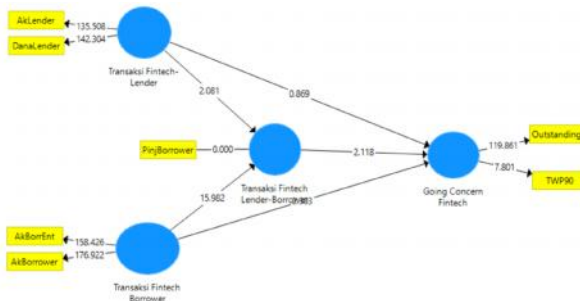 AkLender
135.508
DanaLender
142.304
Transaksi Fintech-
Lender
2.081
0.869
PinjBorrower
0.000
Transaksi Fintech
Lender-Borrower
2.118
Going Concern
Fintech
Outstanding
119.861
7.801
TWP90
15.982
AkBorrEnt
158.426
AkBorrower
176.922
Transaksi Fintech
Borrower